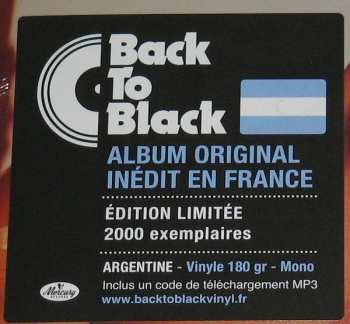 Back
To
Black
ALBUM ORIGINAL
INÉDIT EN FRANCE
ÉDITION LIMITÉE
2000 exemplaires
ARGENTINE - Vinyle 180 gr - Mono
Inclus un code de téléchargement MP3
Mercury
RECORDS
www.backtoblackvinyl.fr